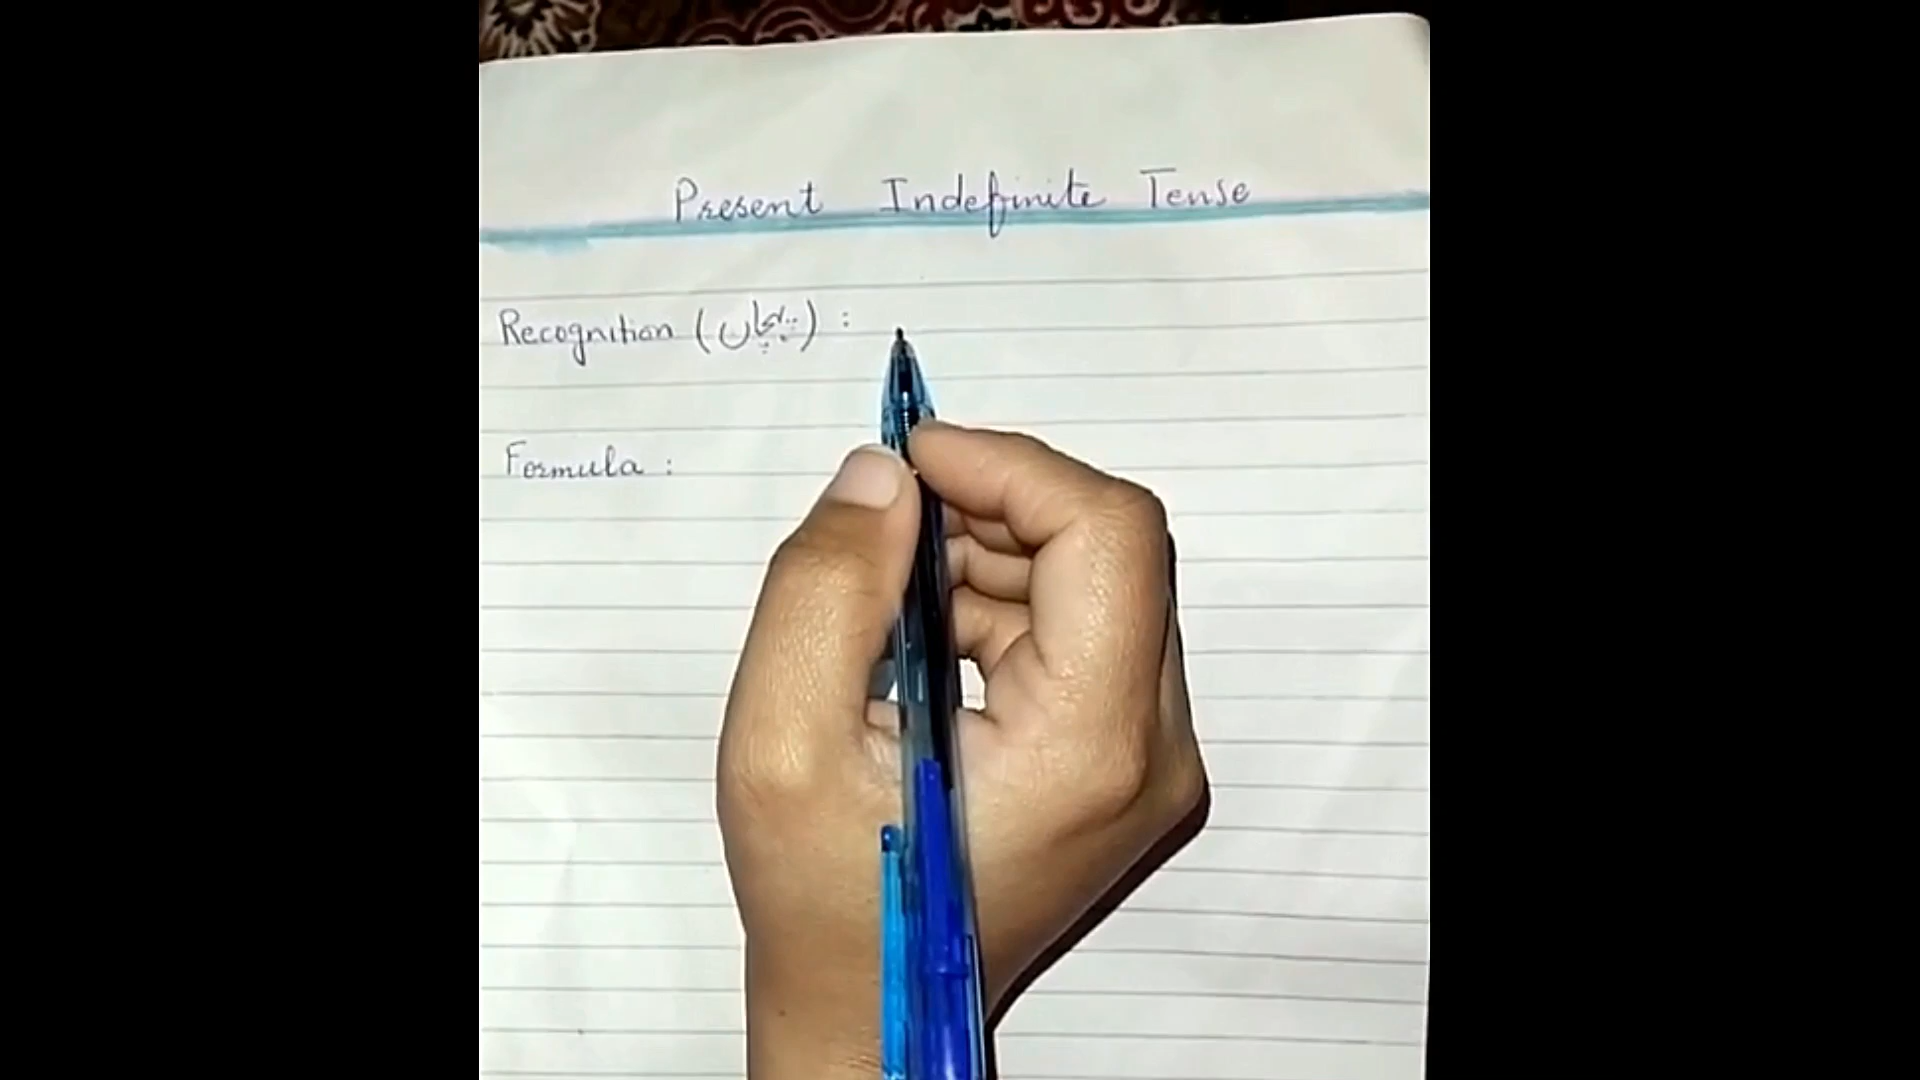 Present Indefinite Tense
Recognition (پہچان) :
Formula :